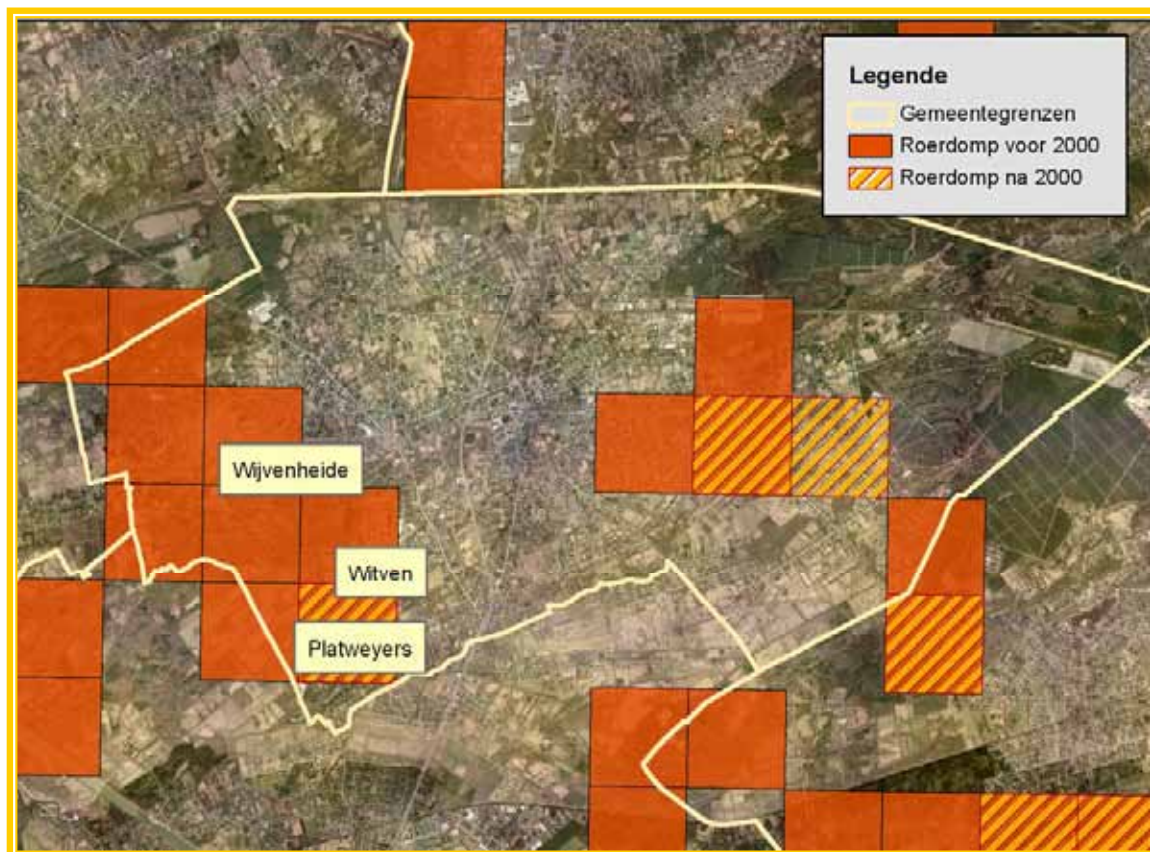 Legende
Gemeentegrenzen
Roerdomp voor 2000
Roerdomp na 2000
Wijvenheide
Witven
Platweyers